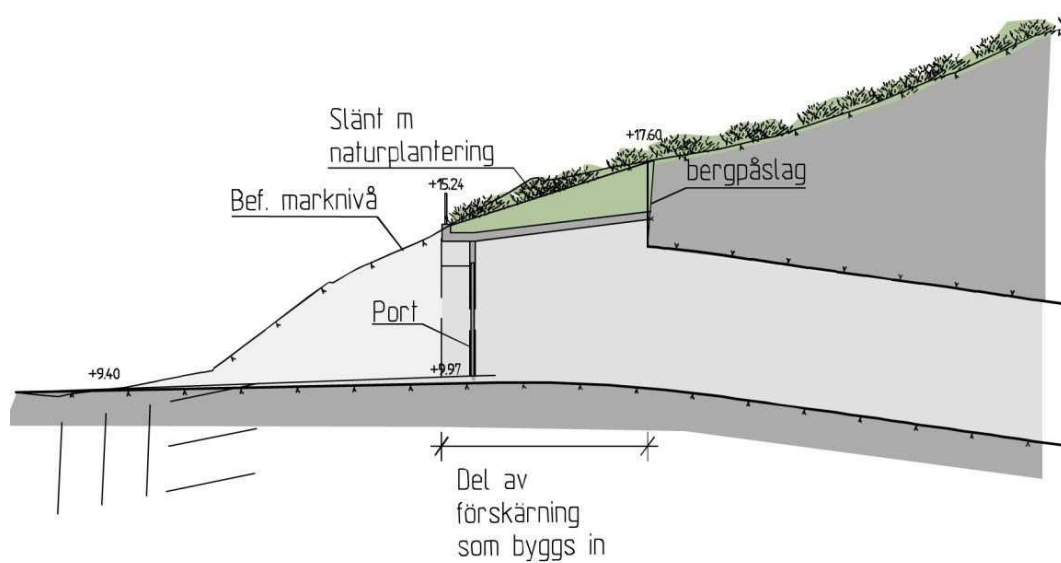 Slänt m
naturplantering
+17.60
+15.24
bergpåslag
Bef. marknivå
Port
+9.40
+9.97
Del av
förskärning
som byggs in